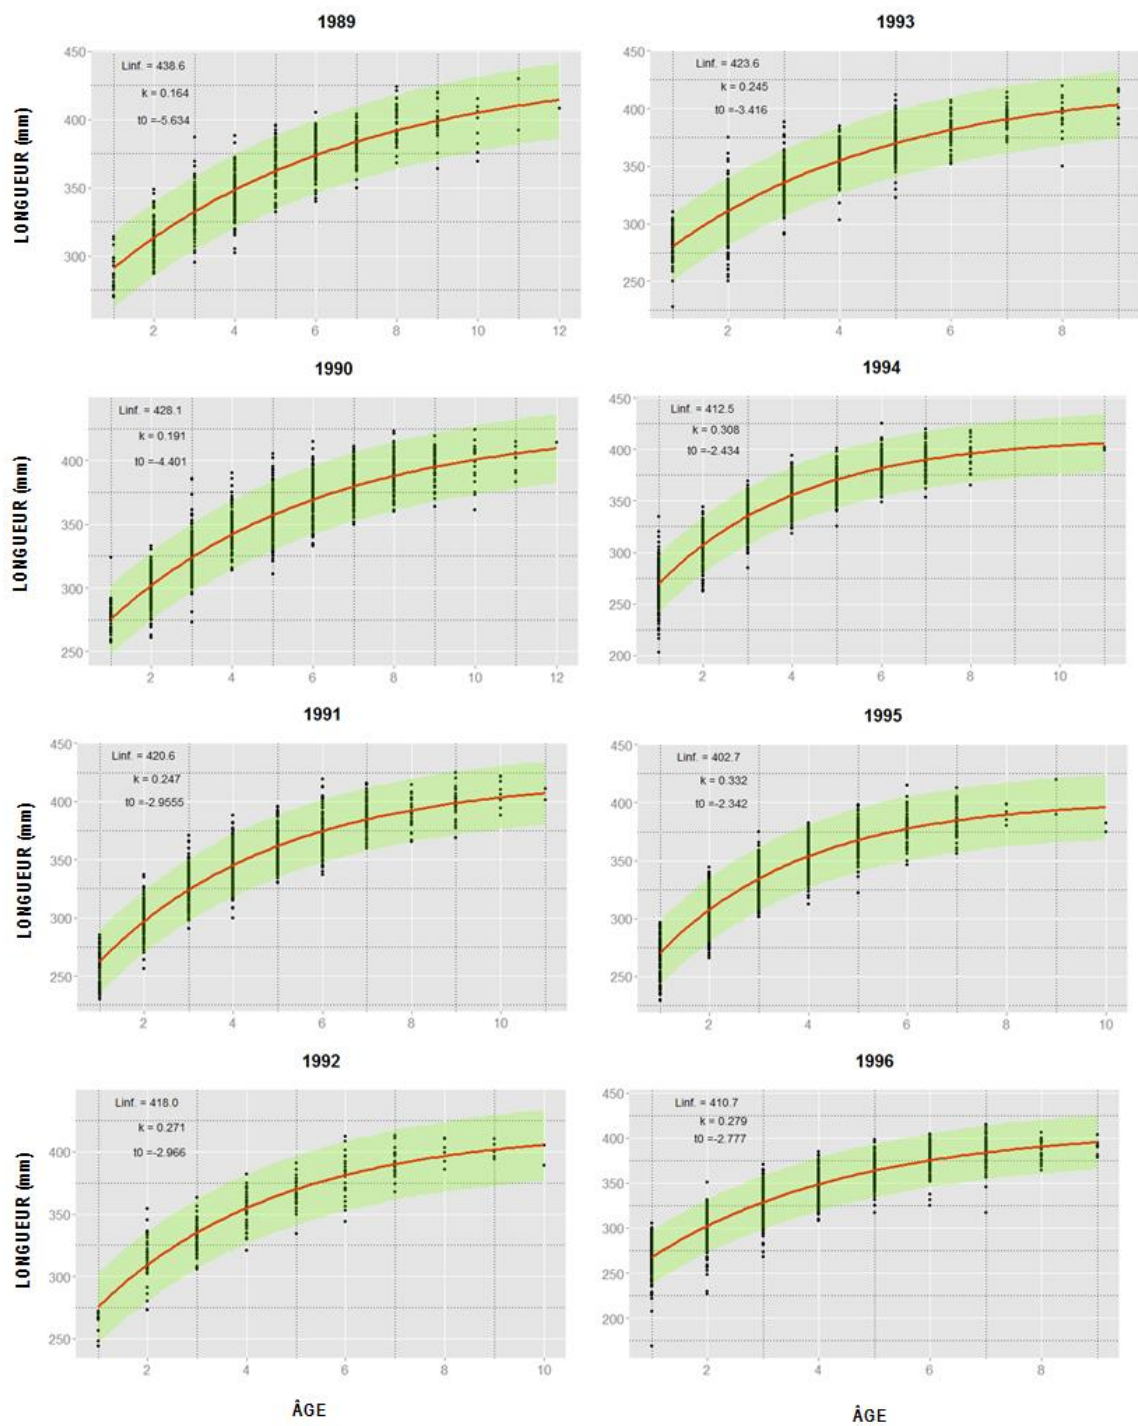 1989
450
400
350
300
2 4 6 8 10 12
Linf. = 438.6
k = 0.164
t0 =-5.634
LONGUEUR (mm)
1993
450
400
350
300
250
2 4 6 8
Linf. = 423.6
k = 0.245
t0 =-3.416
LONGUEUR (mm)
1990
400
350
300
250
2 4 6 8 10 12
Linf. = 428.1
k = 0.191
t0 =-4.401
LONGUEUR (mm)
1994
450
400
350
300
250
200
2 4 6 8 10
Linf. = 412.5
k = 0.308
t0 =-2.434
1991
450
400
350
300
250
2 4 6 8 10
Linf. = 420.6
k = 0.247
t0 =-2.9555
LONGUEUR (mm)
1995
450
400
350
300
250
2 4 6 8 10
Linf. = 402.7
k = 0.332
t0 =-2.342
1992
400
350
300
250
2 4 6 8 10
Linf. = 418.0
k = 0.271
t0 =-2.966
LONGUEUR (mm)
ÂGE
1996
450
400
350
300
250
200
2 4 6 8
Linf. = 410.7
k = 0.279
t0 =-2.777
ÂGE